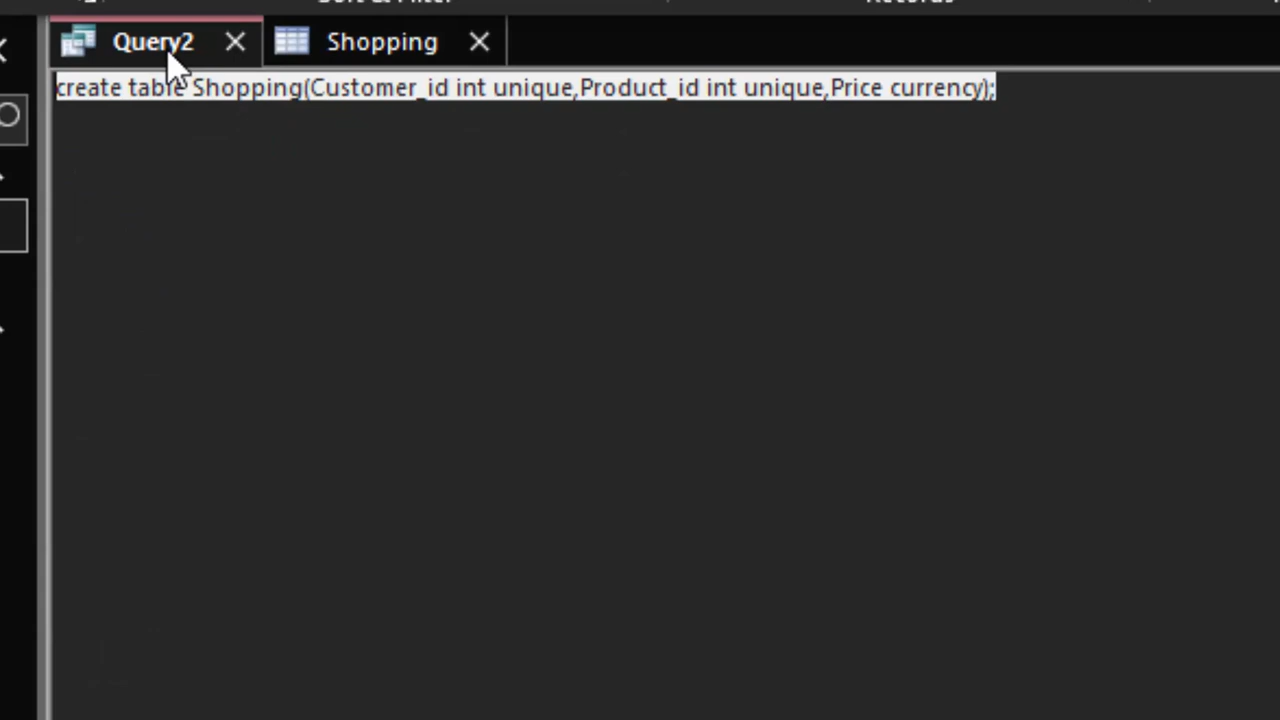 Query2
Shopping
create table Shopping(Customer_id int unique,Product_id int unique,Price currency);